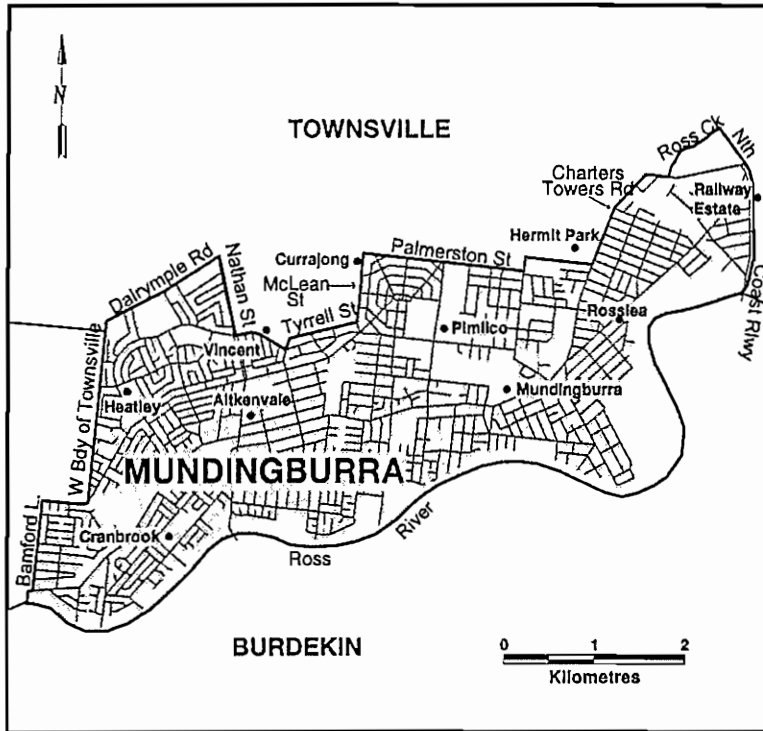 N
TOWNSVILLE
Ross Ck
Nth
Charters
Towers Rd
Railway
Estate
Hermit Park
Dalrymple Rd
Nathan St
Currajong
Palmerston St
McLean
St
Coast Rlwy
Tyrrell St
Rosslea
Pimlico
Vincent
W Bdy of Townsville
Heatley
Aitkenvale
Mundingburra
MUNDINGBURRA
Bamford L.
Cranbrook
River
Ross
BURDEKIN
0 1 2
Kilometres